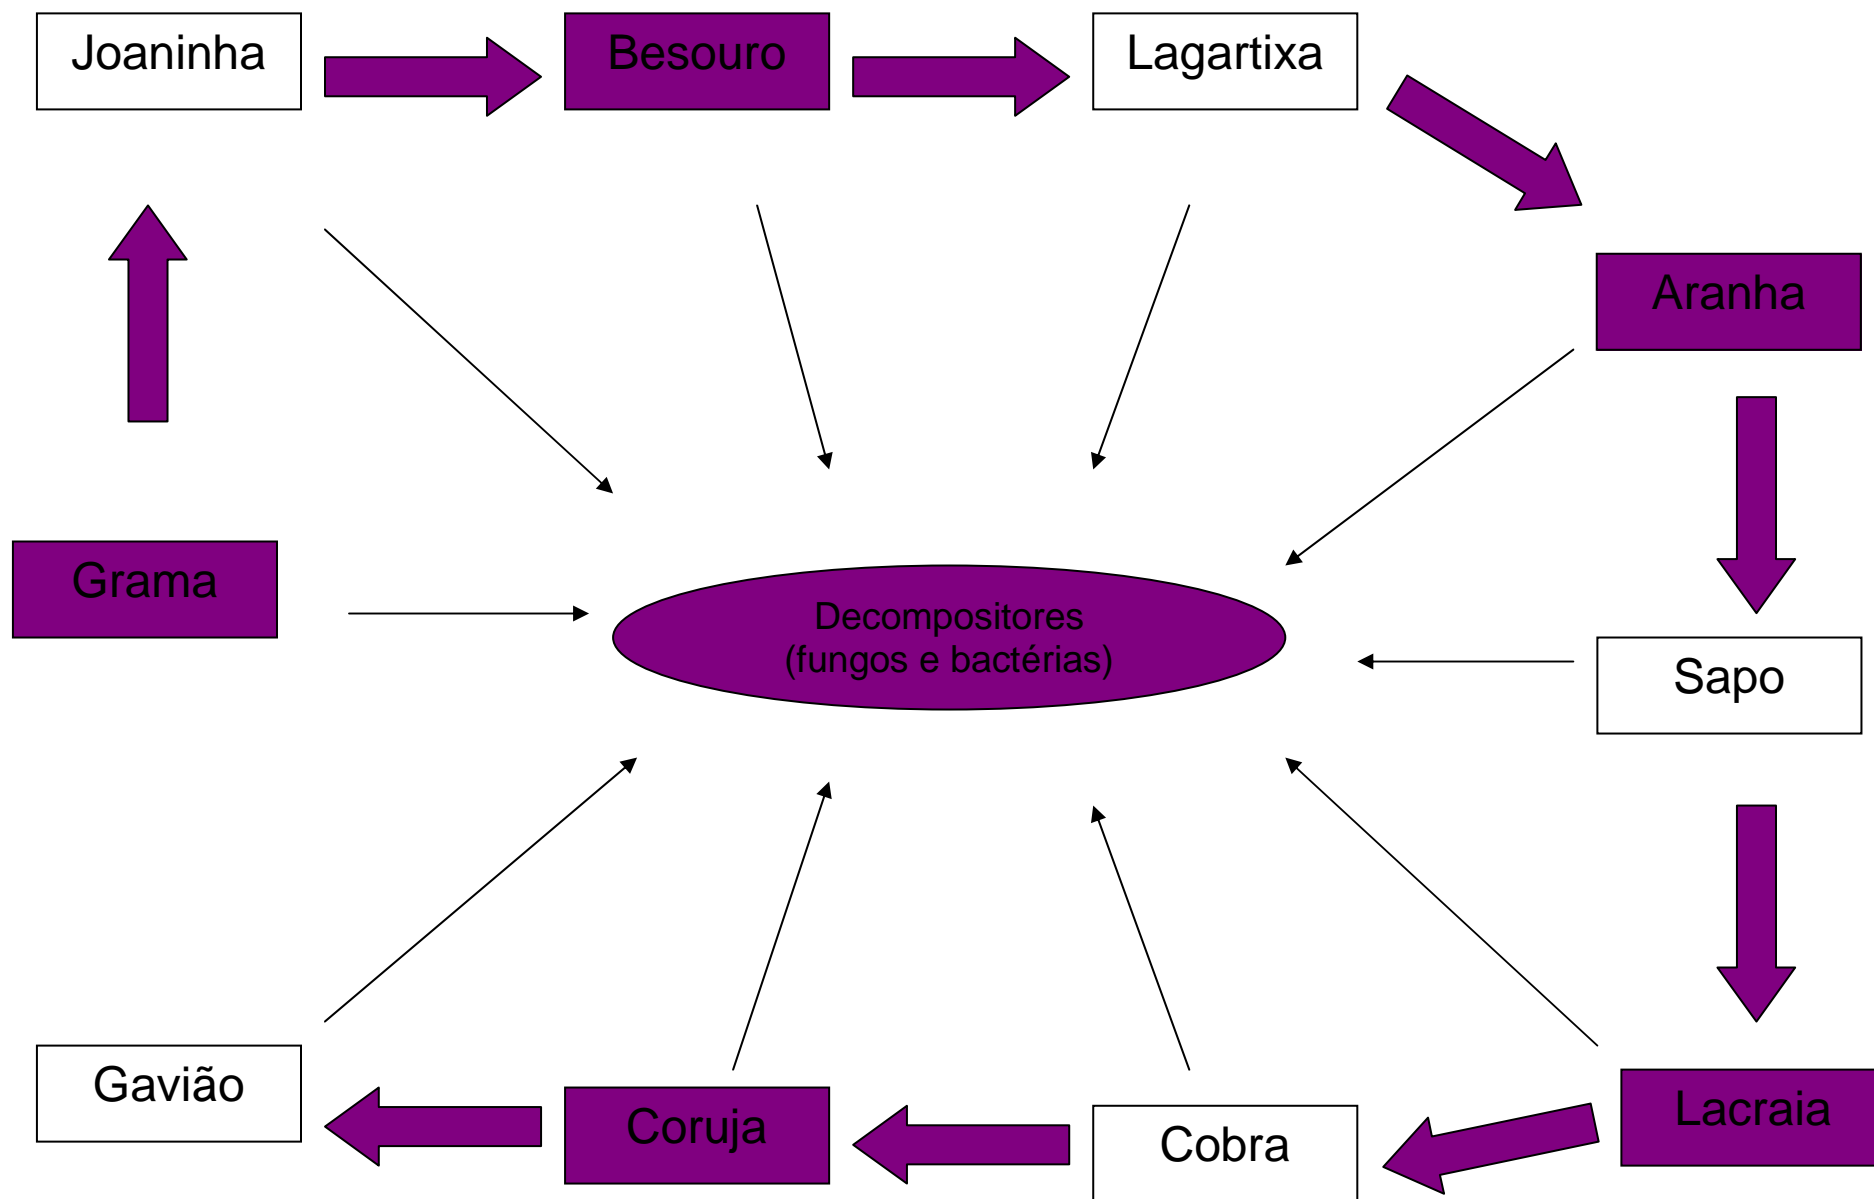 Joaninha
Besouro
Lagartixa
Aranha
Grama
Decompositores
(fungos e bactérias)
Sapo
Gavião
Coruja
Cobra
Lacraia